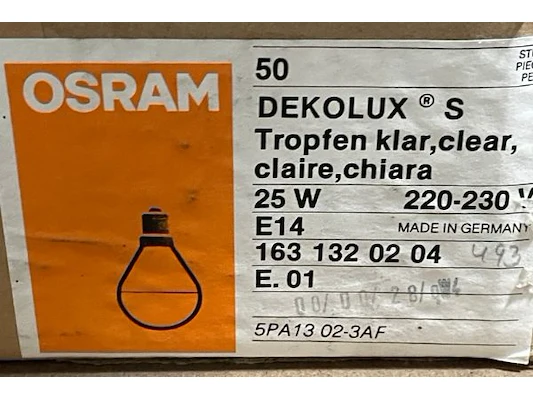 OSRAM
50
DEKOLUX ® S
Tropfen klar,clear,
claire,chiara
25 W 220-230 V
E14 MADE IN GERMANY
163 132 02 04 493
E. 01
5PA13 02-3AF